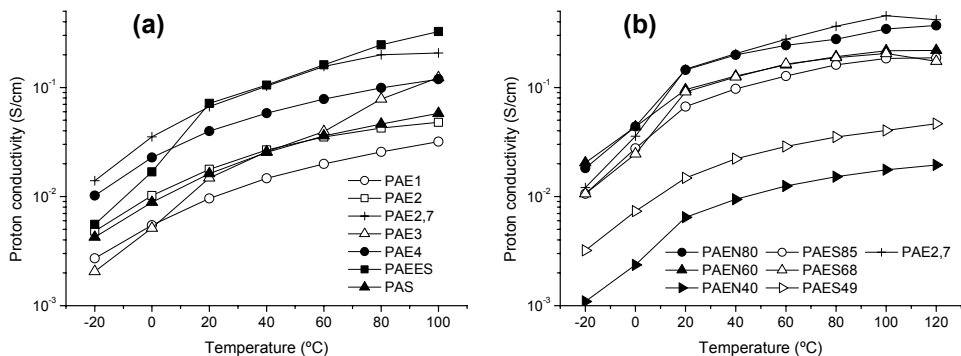 (a)
Proton conductivity (S/cm)
10⁻¹
10⁻²
10⁻³
PAE1
PAE2
PAE2,7
PAE3
PAE4
PAEES
PAS
-20 0 20 40 60 80 100
Temperature (ºC)
(b)
Proton conductivity (S/cm)
10⁻¹
10⁻²
10⁻³
PAEN80 PAES85 PAE2,7
PAEN60 PAES68
PAEN40 PAES49
-20 0 20 40 60 80 100 120
Temperature (ºC)